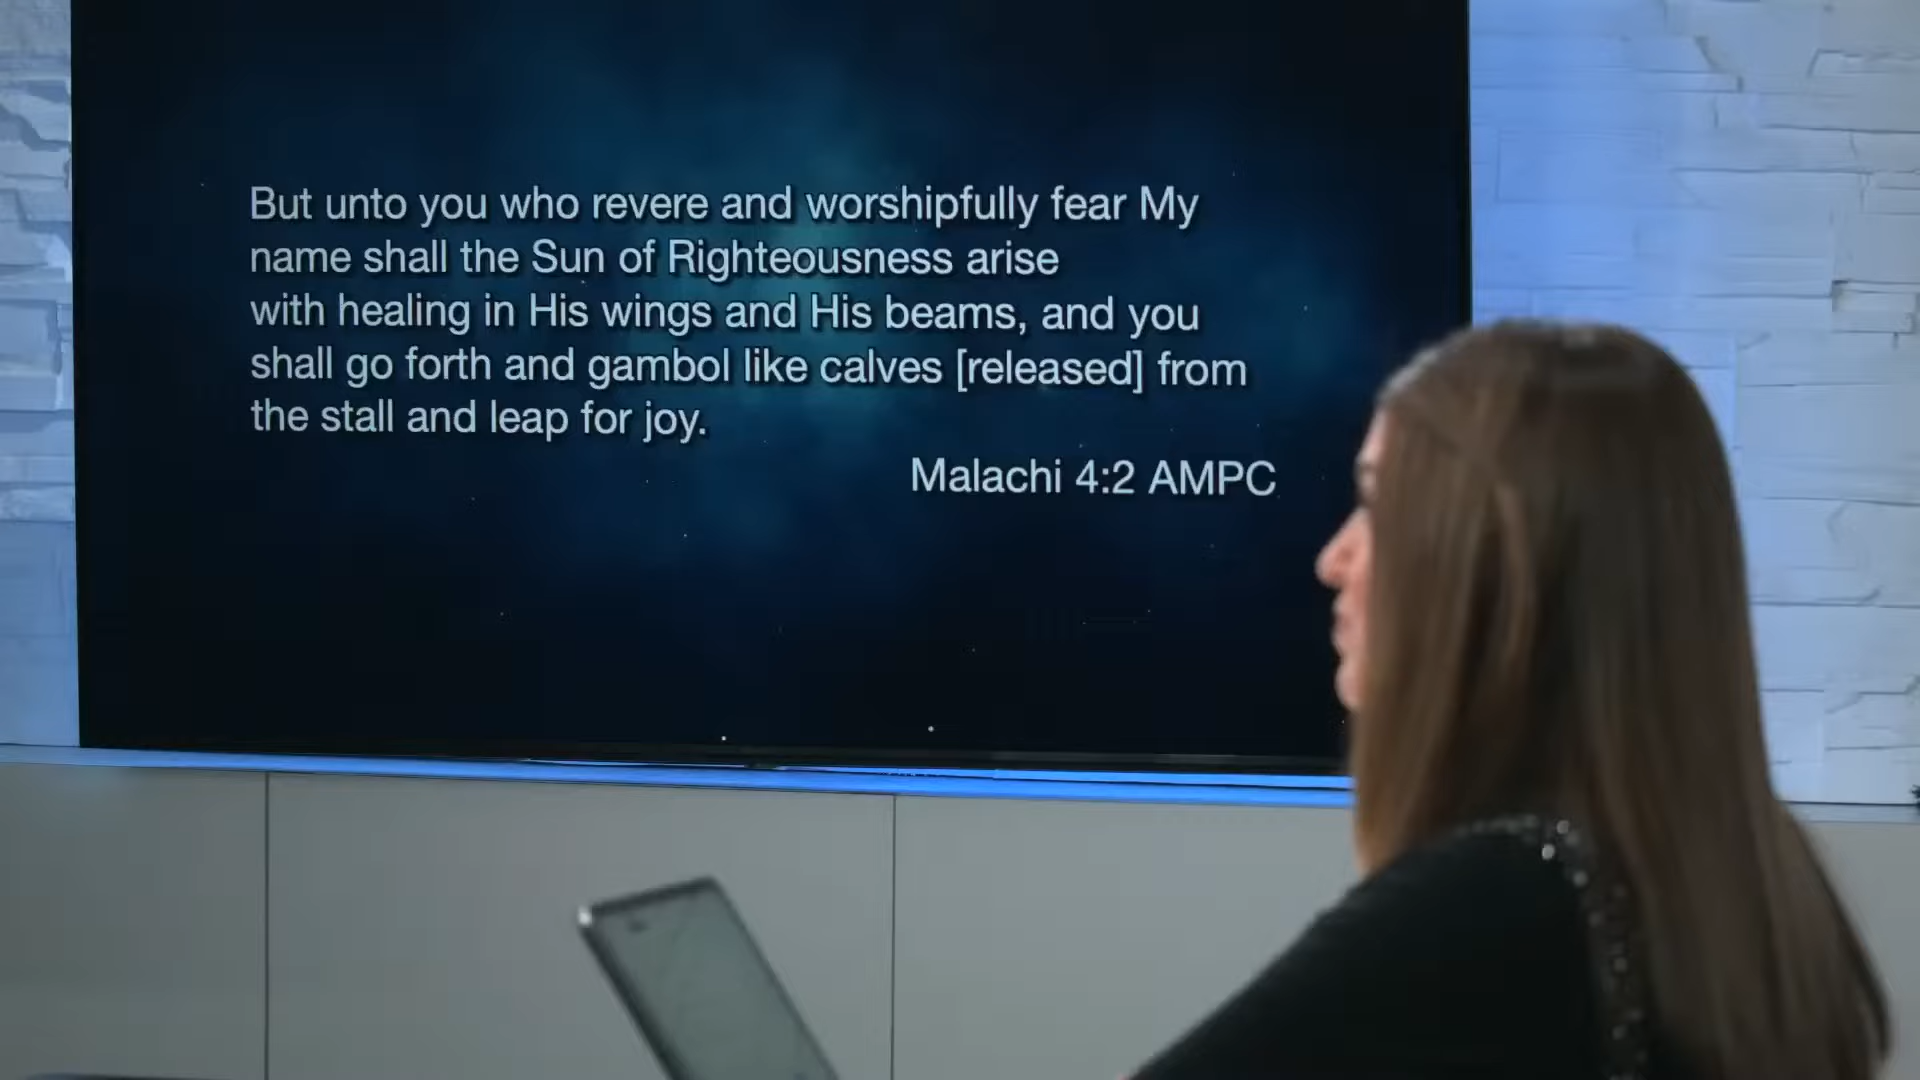 But unto you who revere and worshipfully fear My
name shall the Sun of Righteousness arise
with healing in His wings and His beams, and you
shall go forth and gambol like calves [released] from
the stall and leap for joy.
Malachi 4:2 AMPC